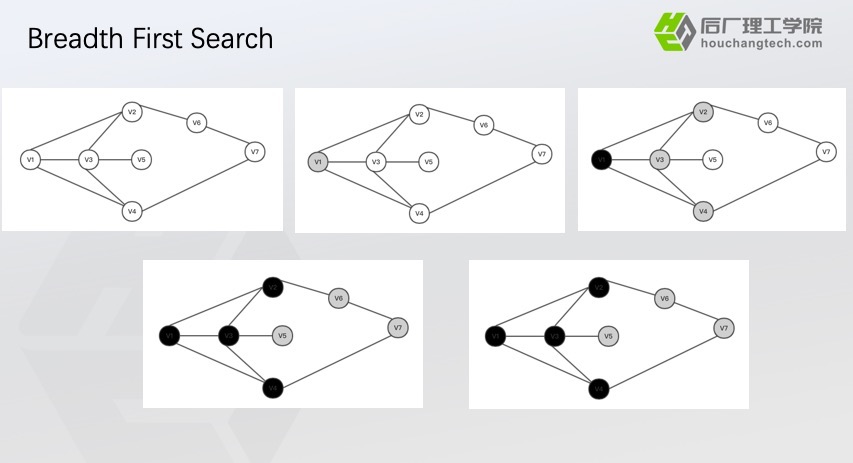 Breadth First Search
后厂理工学院
houchangtech.com
V2
V6
V1
V3
V5
V7
V4
V2
V6
V1
V3
V5
V7
V4
V2
V6
V1
V3
V5
V7
V4
V2
V6
V1
V3
V5
V7
V4
V2
V6
V1
V3
V5
V7
V4